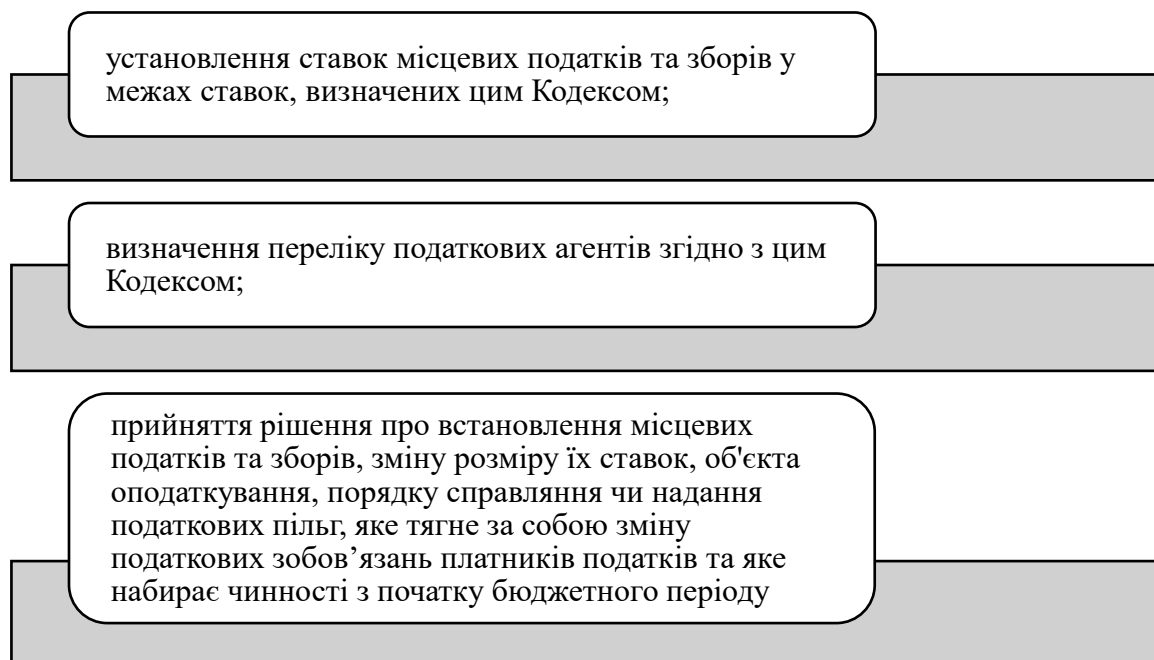 установлення ставок місцевих податків та зборів у
межах ставок, визначених цим Кодексом;
визначення переліку податкових агентів згідно з цим
Кодексом;
прийняття рішення про встановлення місцевих
податків та зборів, зміну розміру їх ставок, об'єкта
оподаткування, порядку справляння чи надання
податкових пільг, яке тягне за собою зміну
податкових зобов’язань платників податків та яке
набирає чинності з початку бюджетного періоду